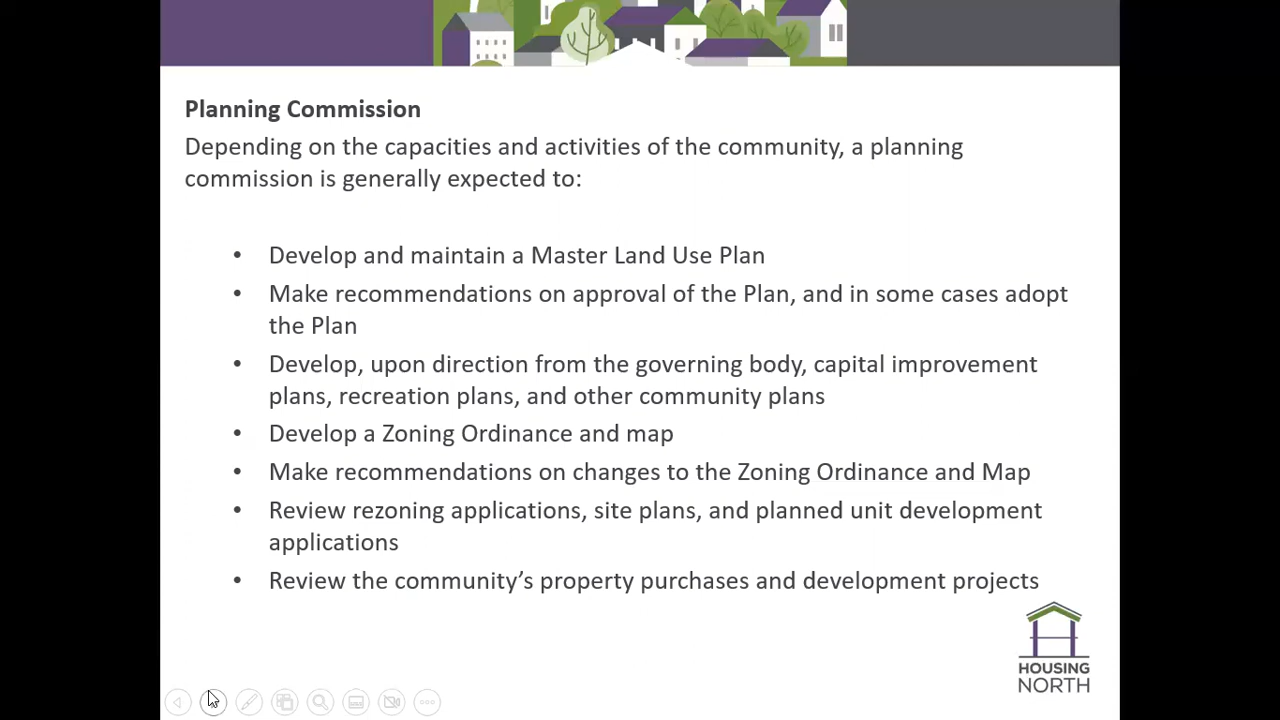 Planning Commission
Depending on the capacities and activities of the community, a planning
commission is generally expected to:
• Develop and maintain a Master Land Use Plan
• Make recommendations on approval of the Plan, and in some cases adopt
the Plan
• Develop, upon direction from the governing body, capital improvement
plans, recreation plans, and other community plans
• Develop a Zoning Ordinance and map
• Make recommendations on changes to the Zoning Ordinance and Map
• Review rezoning applications, site plans, and planned unit development
applications
• Review the community’s property purchases and development projects
HOUSING
NORTH